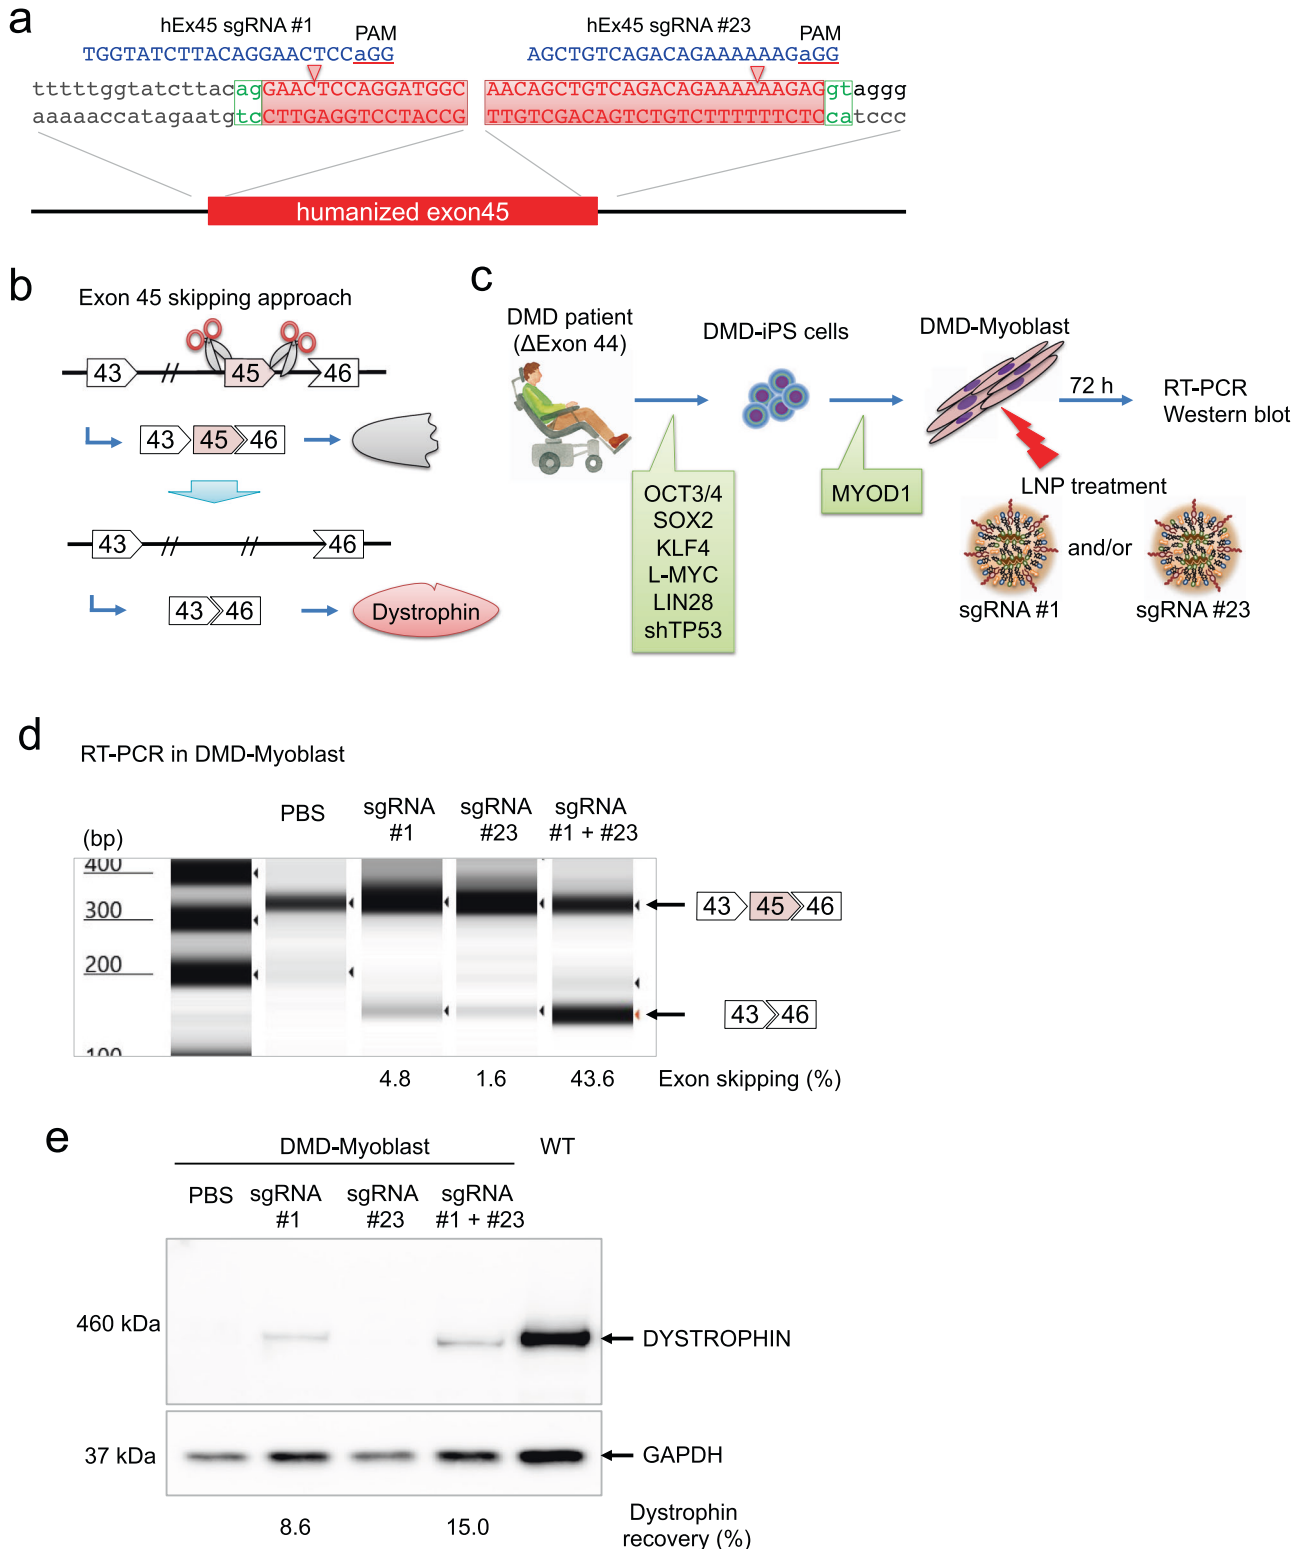 a
hEx45 sgRNA #1
PAM
TGGTATCTTACAGGAACTCCaGG
hEx45 sgRNA #23
PAM
AGCTGTCAGACAGAAAAAAGaGG
tttttggtatcttacagGAACTCCAGGATGGC
aaaaaccatagaatgtcCTTGAGGTCCTACCG
AACAGCTGTCAGACAGAAAAAAGAGgtaggg
TTGTCGACAGTCTGTCTTTTTTCTCcatccc
humanized exon45
b
Exon 45 skipping approach
43 45 46
43 45 46
43 46
43 46
Dystrophin
c
DMD patient
(ΔExon 44)
DMD-iPS cells
DMD-Myoblast
72 h
RT-PCR
Western blot
OCT3/4
SOX2
KLF4
L-MYC
LIN28
shTP53
MYOD1
LNP treatment
and/or
sgRNA #1
sgRNA #23
d
RT-PCR in DMD-Myoblast
(bp)
PBS
sgRNA
#1
sgRNA
#23
sgRNA
#1 + #23
400
300
200
100
43 45 46
43 46
4.8 1.6 43.6 Exon skipping (%)
e
DMD-Myoblast
WT
PBS
sgRNA
#1
sgRNA
#23
sgRNA
#1 + #23
460 kDa
DYSTROPHIN
37 kDa
GAPDH
8.6 15.0
Dystrophin
recovery (%)